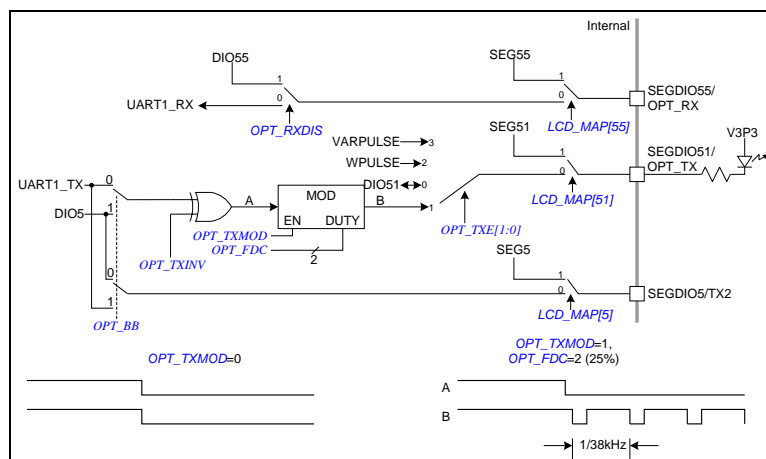 Internal
DIO55
SEG55
1
1
UART1_RX
0
0
SEGDIO55/
OPT_RX
OPT_RXDIS
LCD_MAP[55]
VARPULSE
3
SEG51
V3P3
WPULSE
2
SEGDIO51/
OPT_TX
UART1_TX
0
DIO51
0
1
0
A
MOD
B
1
LCD_MAP[51]
DIO5
1
EN
DUTY
OPT_TXMOD
OPT_TXE[1:0]
OPT_FDC
2
OPT_TXINV
SEG5
0
1
0
SEGDIO5/TX2
1
LCD_MAP[5]
OPT_BB
OPT_TXMOD=0
OPT_TXMOD=1,
OPT_FDC=2 (25%)
A
B
1/38kHz